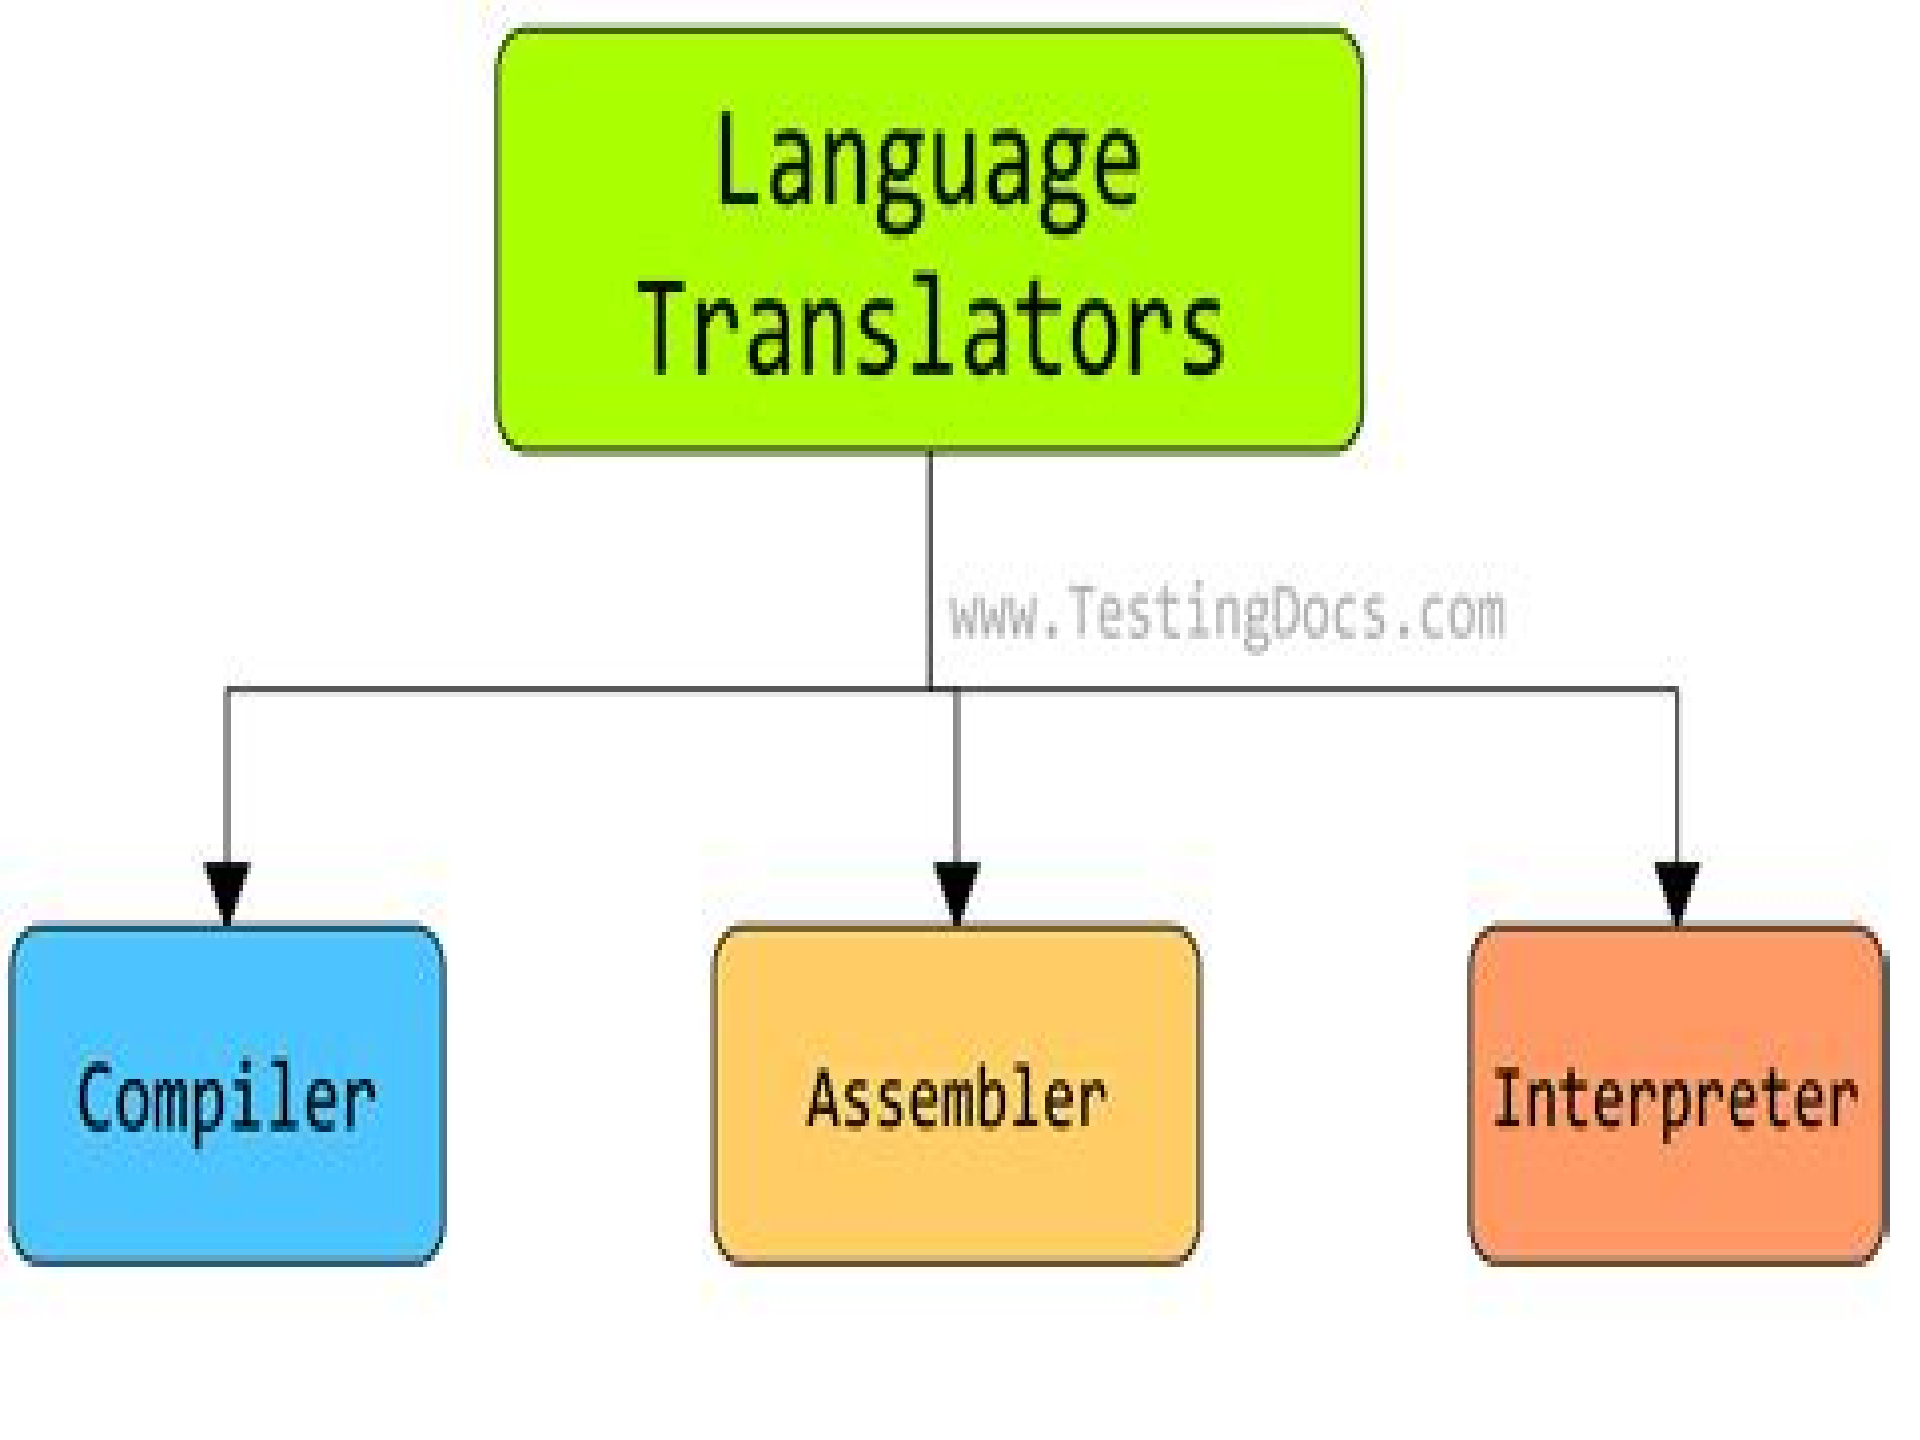 Language
Translators
www.TestingDocs.com
Compiler
Assembler
Interpreter